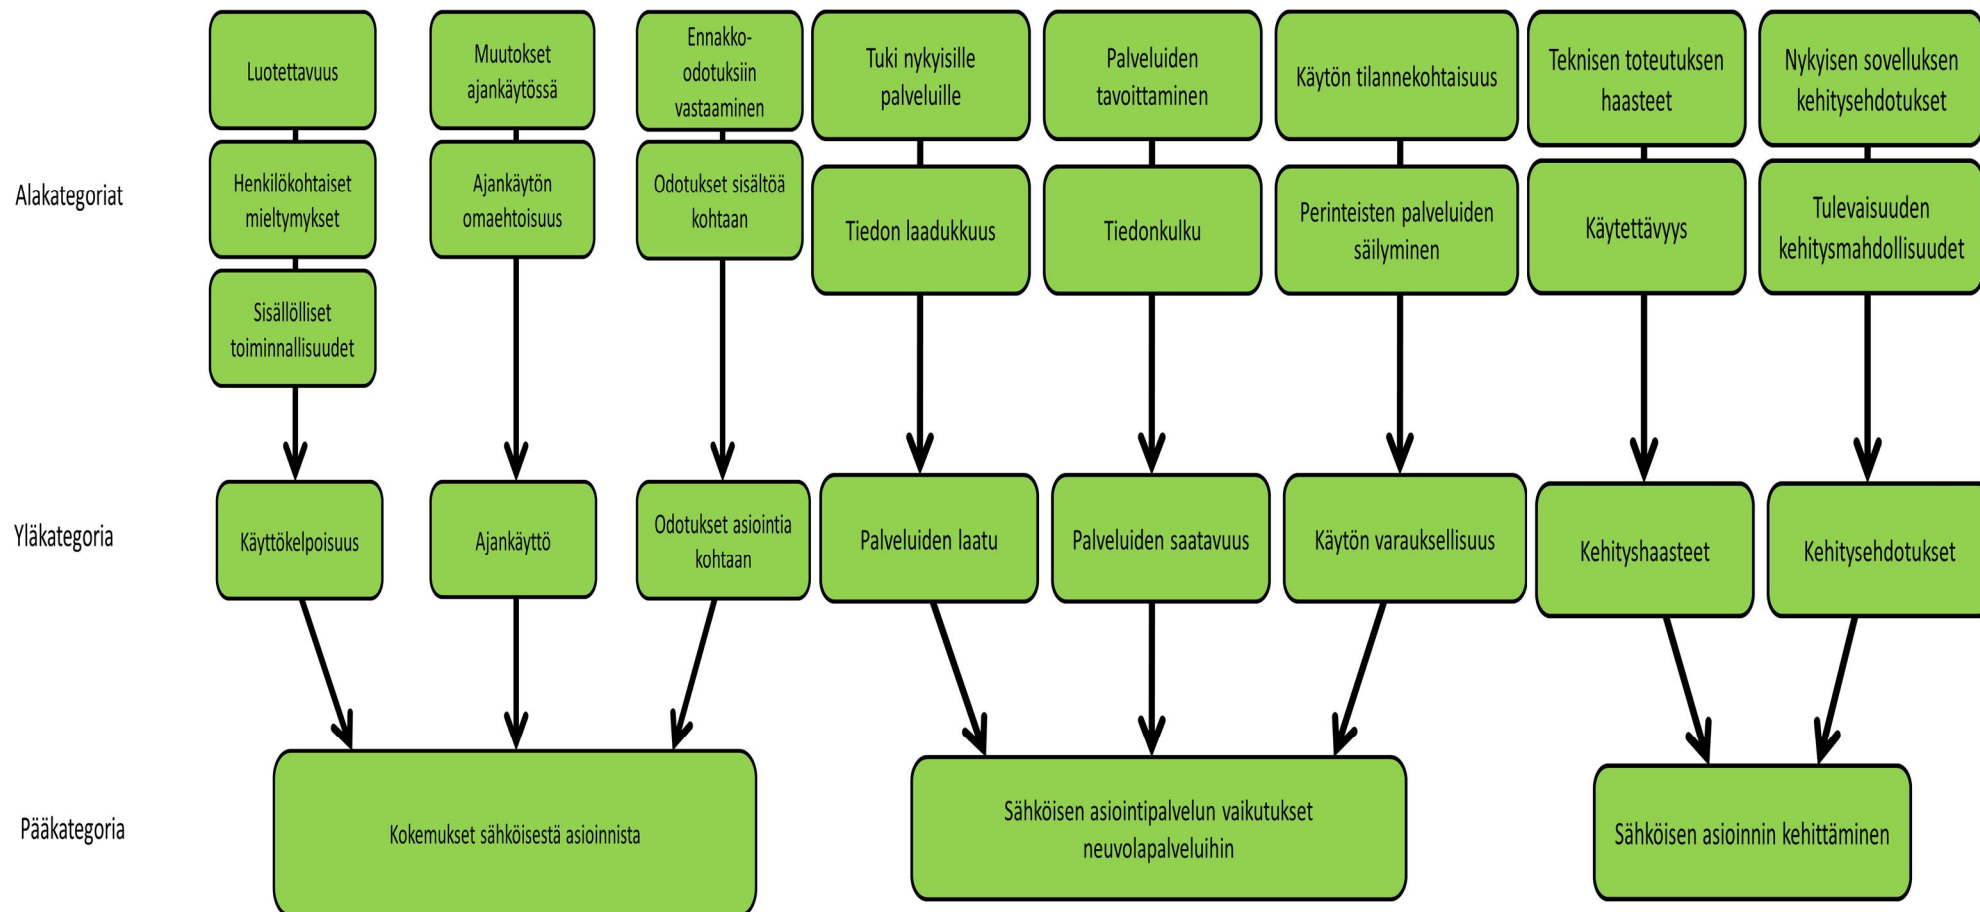 Luotettavuus
Muutokset
ajankäytössä
Ennakko-
odotuksiin
vastaaminen
Tuki nykyisille
palveluille
Palveluiden
tavoittaminen
Käytön tilannekohtaisuus
Teknisen toteutuksen
haasteet
Nykyisen sovelluksen
kehitysehdotukset
Alakategoriat
Henkilökohtaiset
mieltymykset
Ajankäytön
omaehtoisuus
Odotukset sisältöä
kohtaan
Tiedon laadukkuus
Tiedonkulku
Perinteisten palveluiden
säilyminen
Käytettävyys
Tulevaisuuden
kehitysmahdollisuudet
Sisällölliset
toiminnallisuudet
Yläkategoria
Käyttökelpoisuus
Ajankäyttö
Odotukset asiointia
kohtaan
Palveluiden laatu
Palveluiden saatavuus
Käytön varauksellisuus
Kehityshaasteet
Kehitysehdotukset
Pääkategoria
Kokemukset sähköisestä asioinnista
Sähköisen asiointipalvelun vaikutukset
neuvolapalveluihin
Sähköisen asioinnin kehittäminen